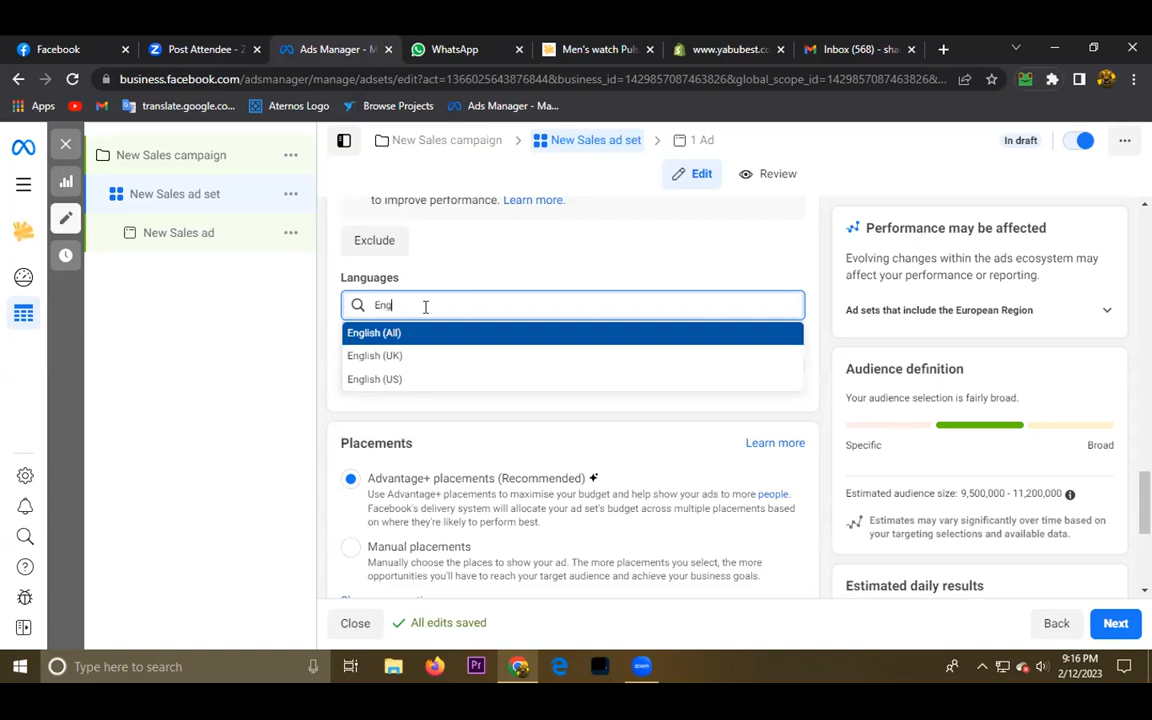 Facebook
Post Attendee - Z
Ads Manager - M
WhatsApp
Men's watch Puls
www.yabubest.c
Inbox (568) - sha
business.facebook.com/adsmanager/manage/adsets/edit?act=1366025643876844&business_id=1429857087463826&global_scope_id=1429857087463826&...
Apps
translate.google.co...
Aternos Logo
Browse Projects
Ads Manager - Ma...
New Sales campaign
New Sales ad set
New Sales ad
New Sales campaign
New Sales ad set
1 Ad
In draft
Edit
Review
to improve performance. Learn more.
Exclude
Languages
Eng
English (All)
English (UK)
English (US)
Placements
Learn more
Advantage+ placements (Recommended)
Use Advantage+ placements to maximise your budget and help show your ads to more people.
Facebook's delivery system will allocate your ad set's budget across multiple placements based
on where they're likely to perform best.
Manual placements
Manually choose the places to show your ad. The more placements you select, the more
opportunities you'll have to reach your target audience and achieve your business goals.
Performance may be affected
Evolving changes within the ads ecosystem may
affect your performance or reporting.
Ad sets that include the European Region
Audience definition
Your audience selection is fairly broad.
Specific
Broad
Estimated audience size: 9,500,000 - 11,200,000
Estimates may vary significantly over time based on
your targeting selections and available data.
Estimated daily results
Close
All edits saved
Back
Next
Type here to search
Pr
zoom
9:16 PM
2/12/2023